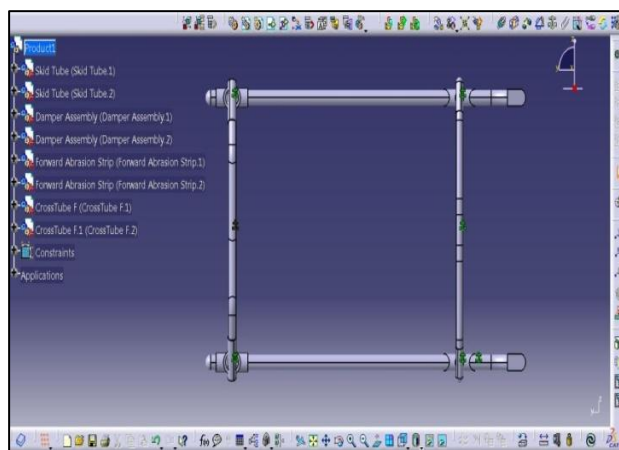 Product1
Skid Tube (Skid Tube.1)
Skid Tube (Skid Tube.2)
Damper Assembly (Damper Assembly.1)
Damper Assembly (Damper Assembly.2)
Forward Abrasion Strip (Forward Abrasion Strip.1)
Forward Abrasion Strip (Forward Abrasion Strip.2)
CrossTube F (CrossTube F.1)
CrossTube F.1 (CrossTube F.2)
Constraints
Applications